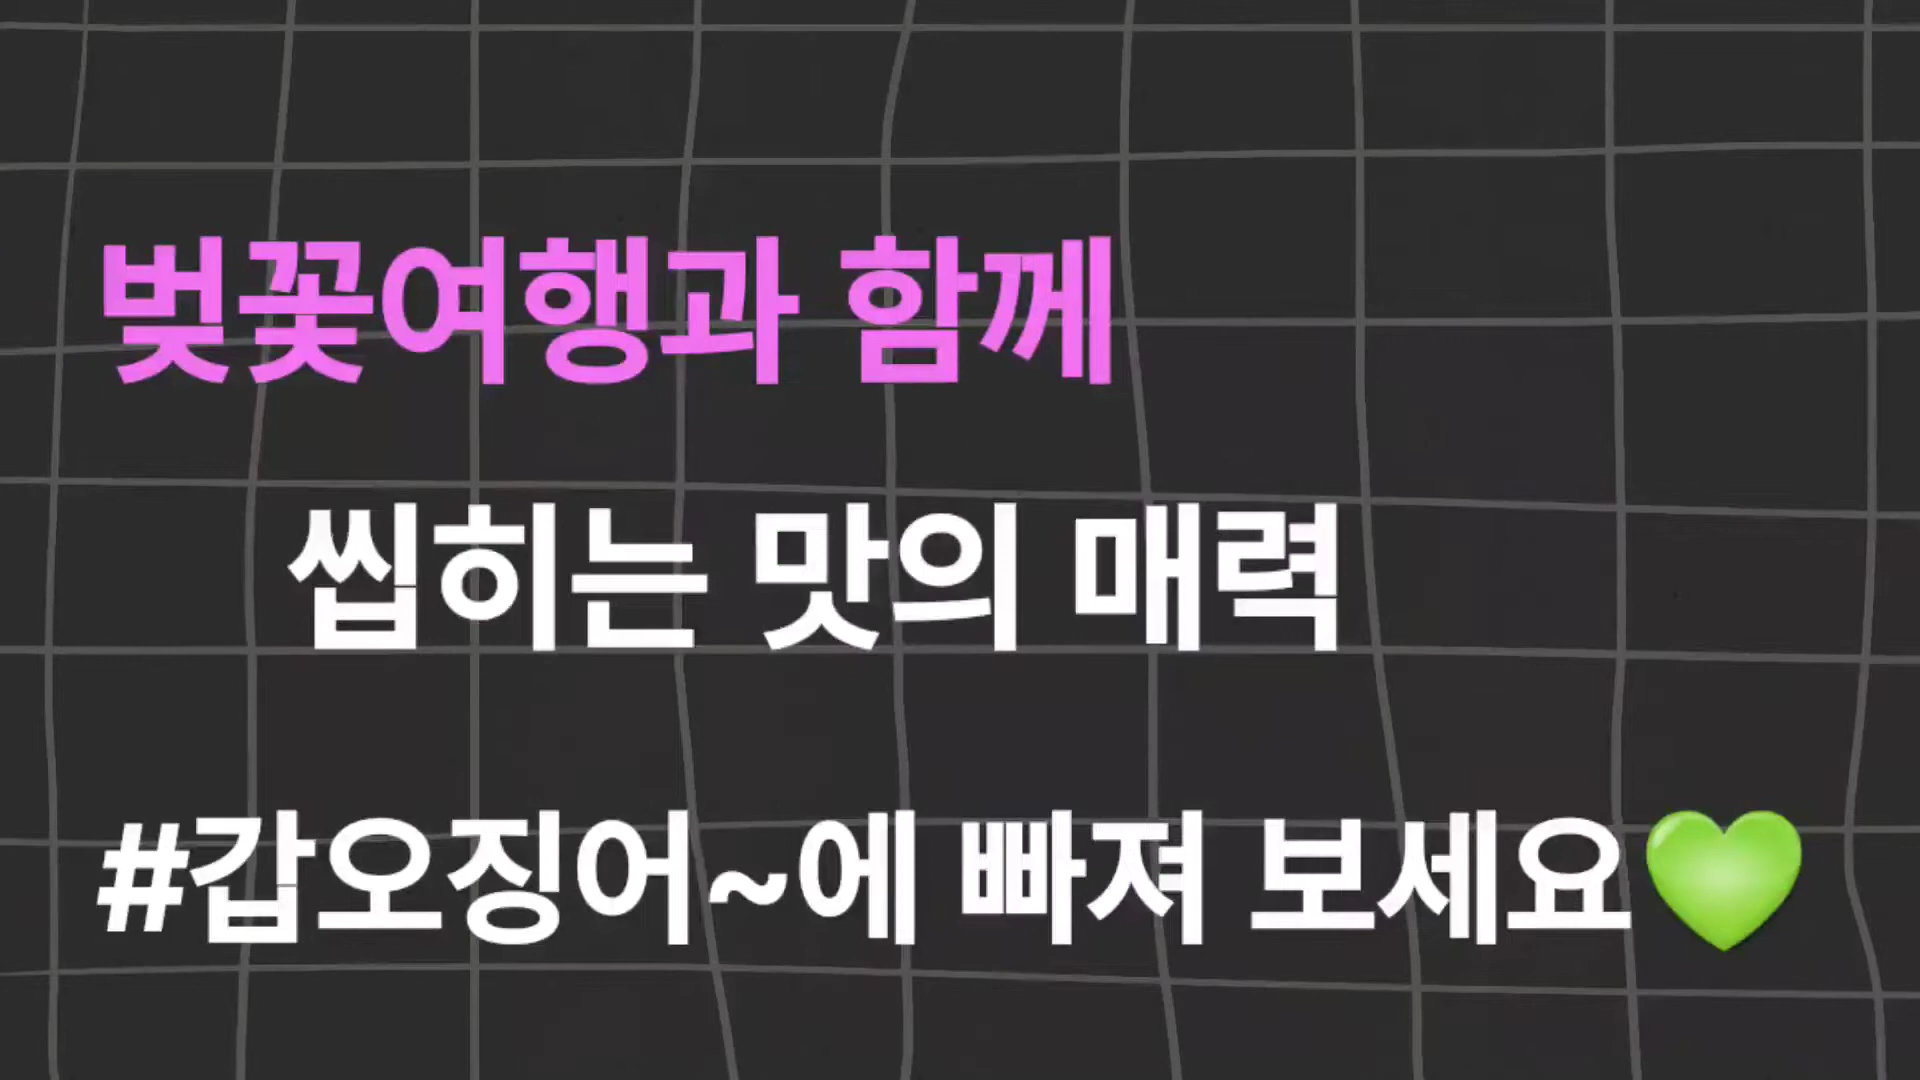 벚꽃여행과 함께
씹히는 맛의 매력
#갑오징어~에 빠져 보세요💚